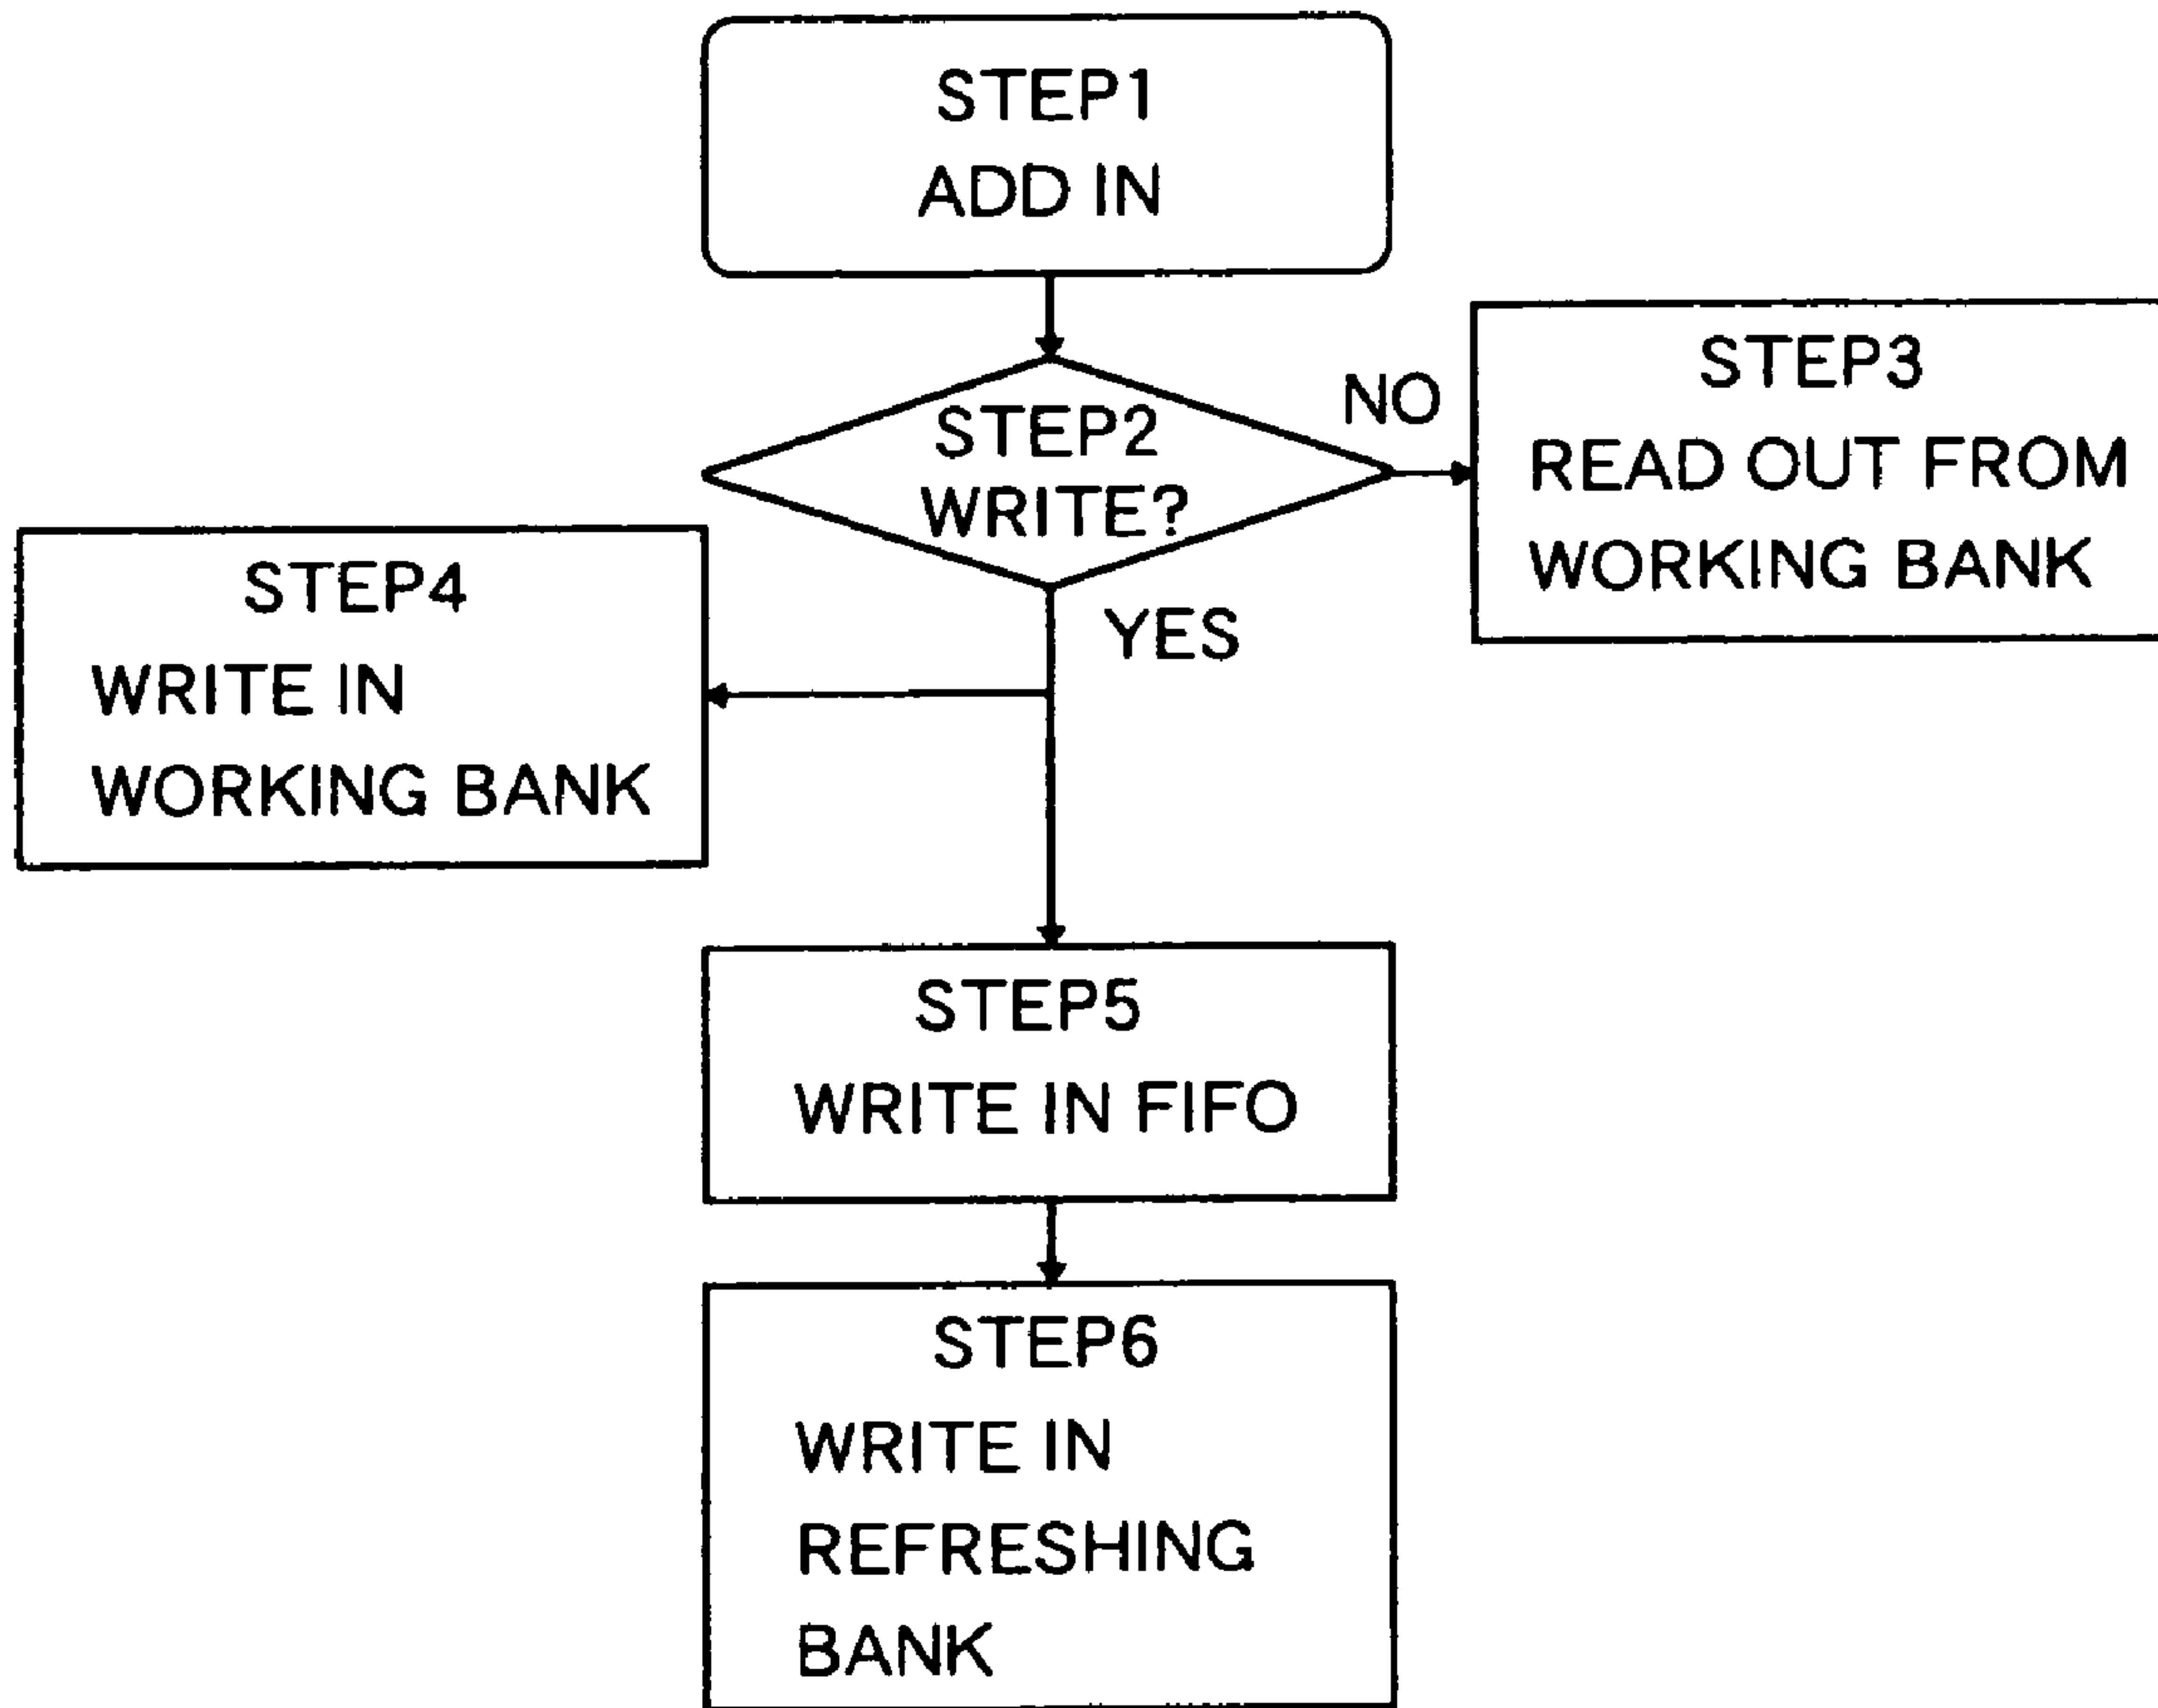 STEP1
ADD IN
STEP2
WRITE?
NO
STEP3
READ OUT FROM
WORKING BANK
YES
STEP4
WRITE IN
WORKING BANK
STEP5
WRITE IN FIFO
STEP6
WRITE IN
REFRESHING
BANK